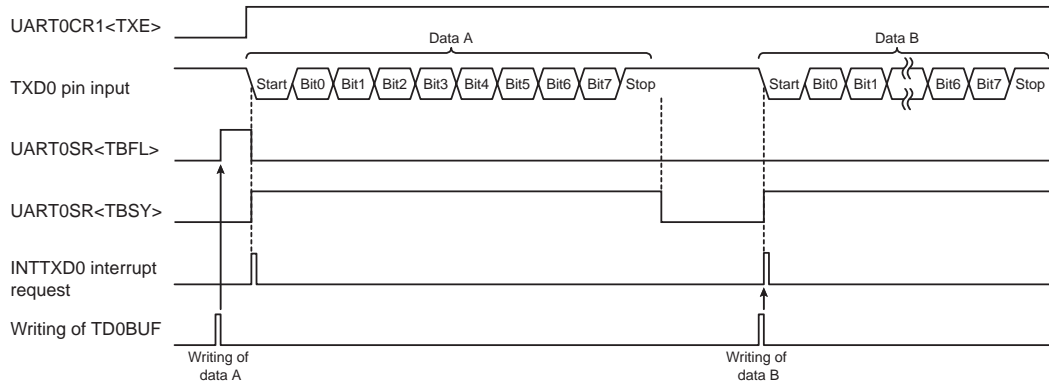 UART0CR1<TXE>
Data A
Data B
TXD0 pin input
Start Bit0 Bit1 Bit2 Bit3 Bit4 Bit5 Bit6 Bit7 Stop
Start Bit0 Bit1 Bit6 Bit7 Stop
UART0SR<TBFL>
UART0SR<TBSY>
INTTXD0 interrupt
request
Writing of TD0BUF
Writing of
data A
Writing of
data B